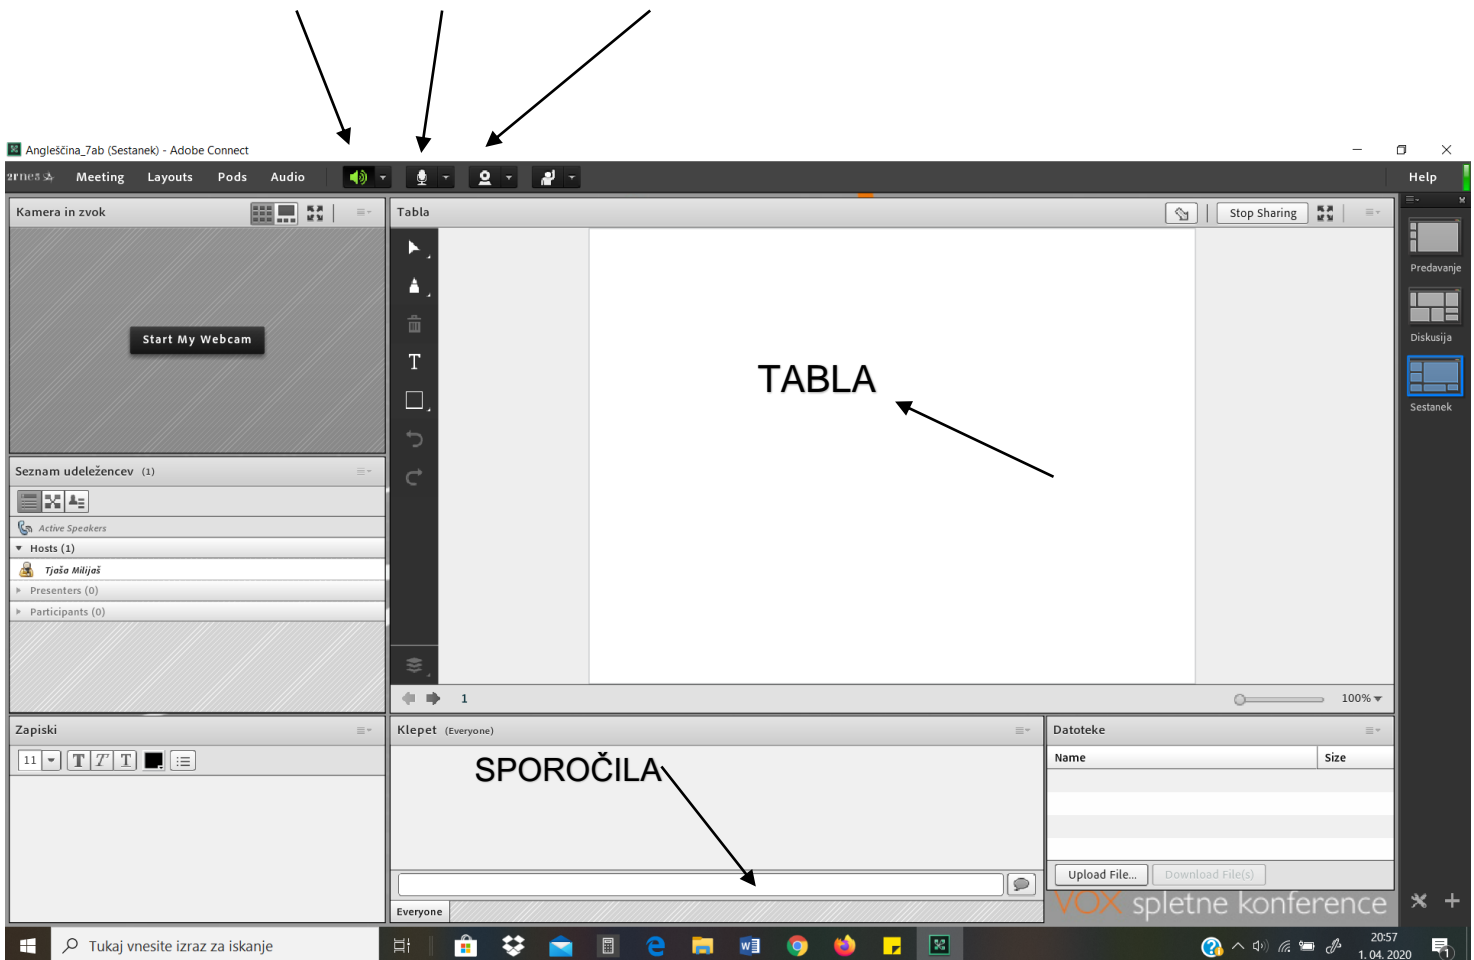 Angleščina_7ab (Sestanek) - Adobe Connect
arnes Meeting Layouts Pods Audio Help
Kamera in zvok
Start My Webcam
Seznam udeležencev (1)
Active Speakers
Hosts (1)
Tjaša Milijaš
Presenters (0)
Participants (0)
Zapiski
11 T T T
Tabla
Stop Sharing
T
TABLA
1
100%
Klepet (Everyone)
SPOROČILA
Everyone
Datoteke
Name Size
Upload File... Download File(s)
VOX spletne konference
Predavanje
Diskusija
Sestanek
Tukaj vnesite izraz za iskanje
20:57
1. 04. 2020
1